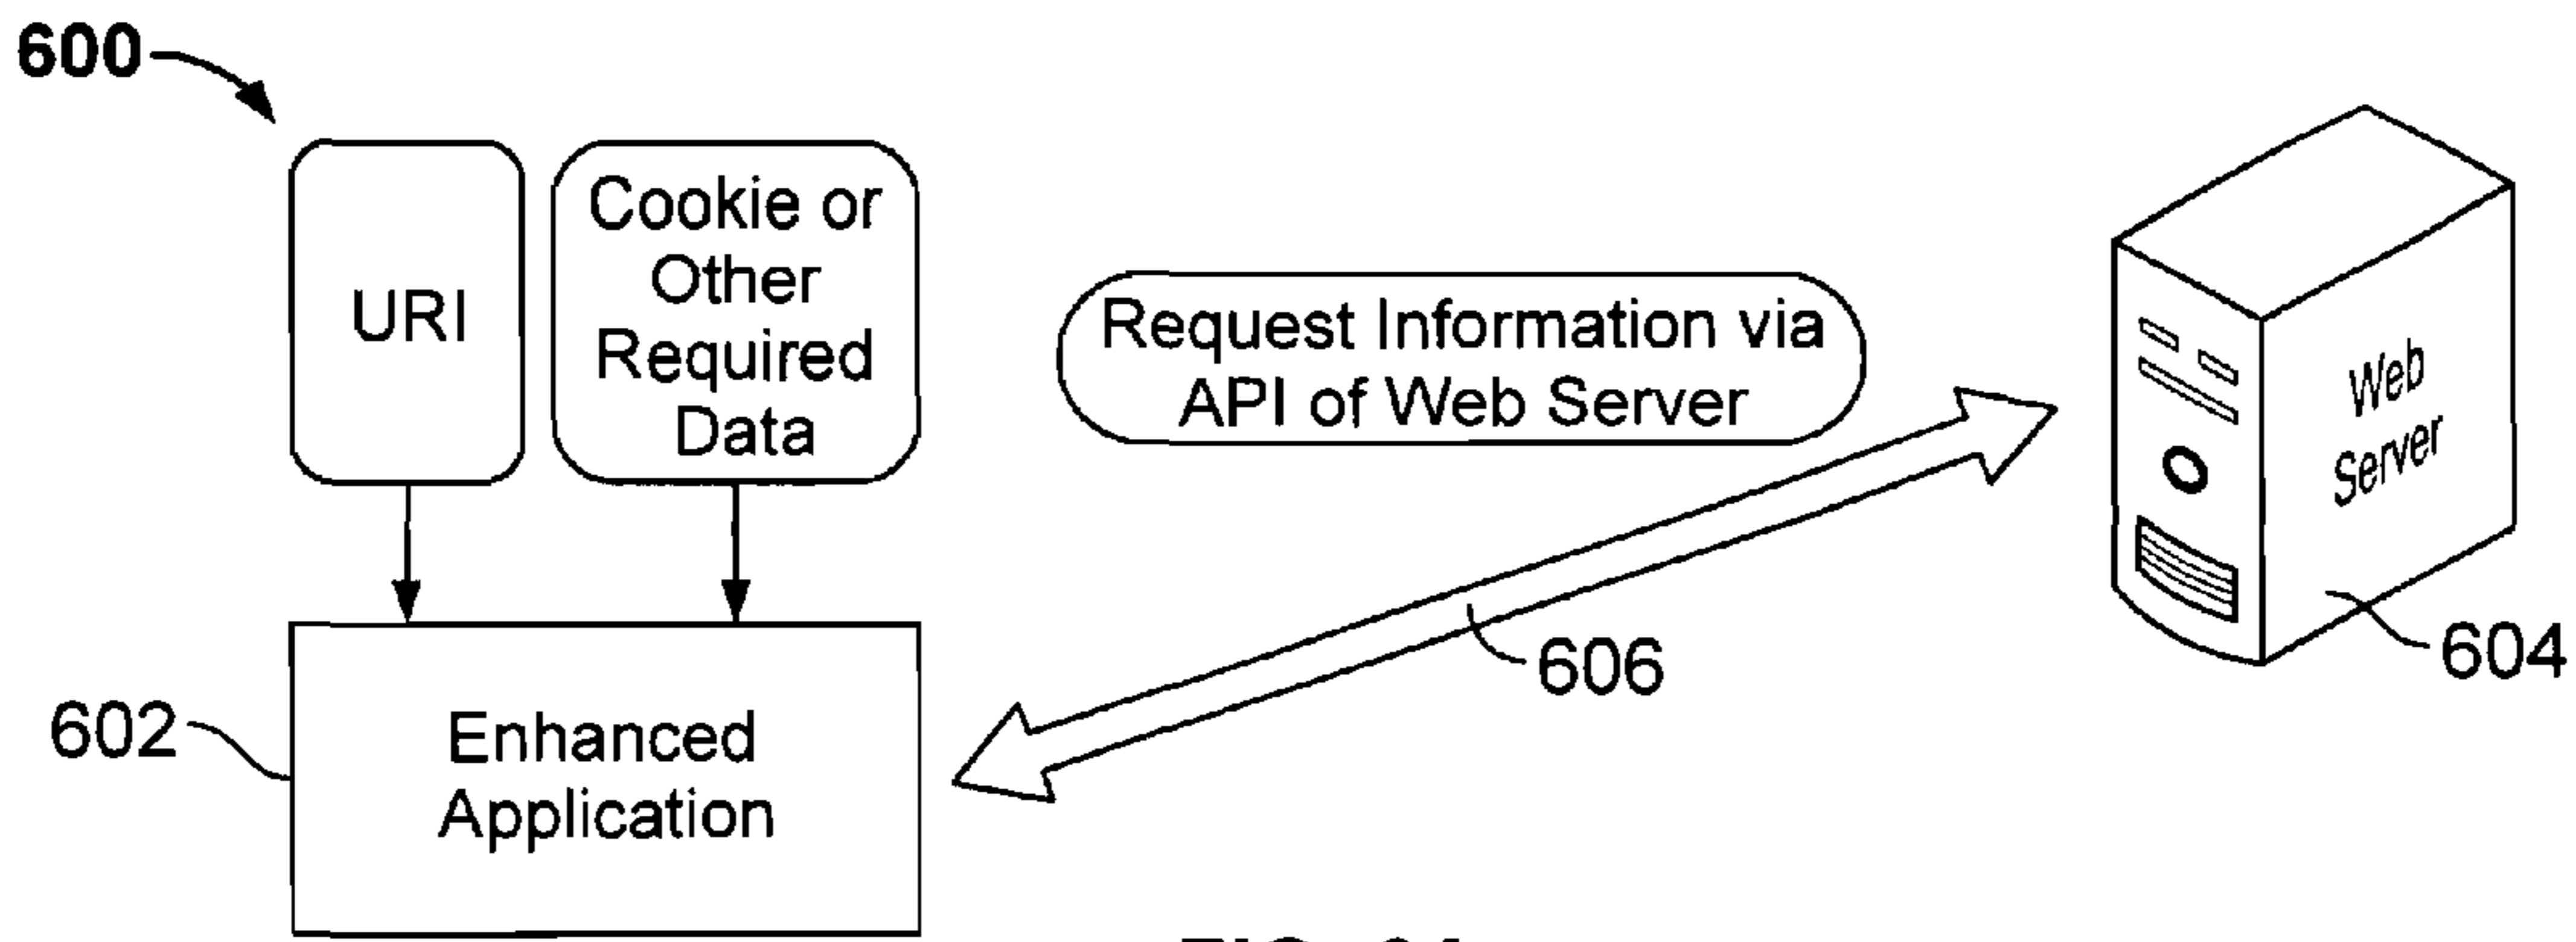 600
URI
Cookie or
Other
Required
Data
Request Information via
API of Web Server
Web
Server
604
606
602
Enhanced
Application